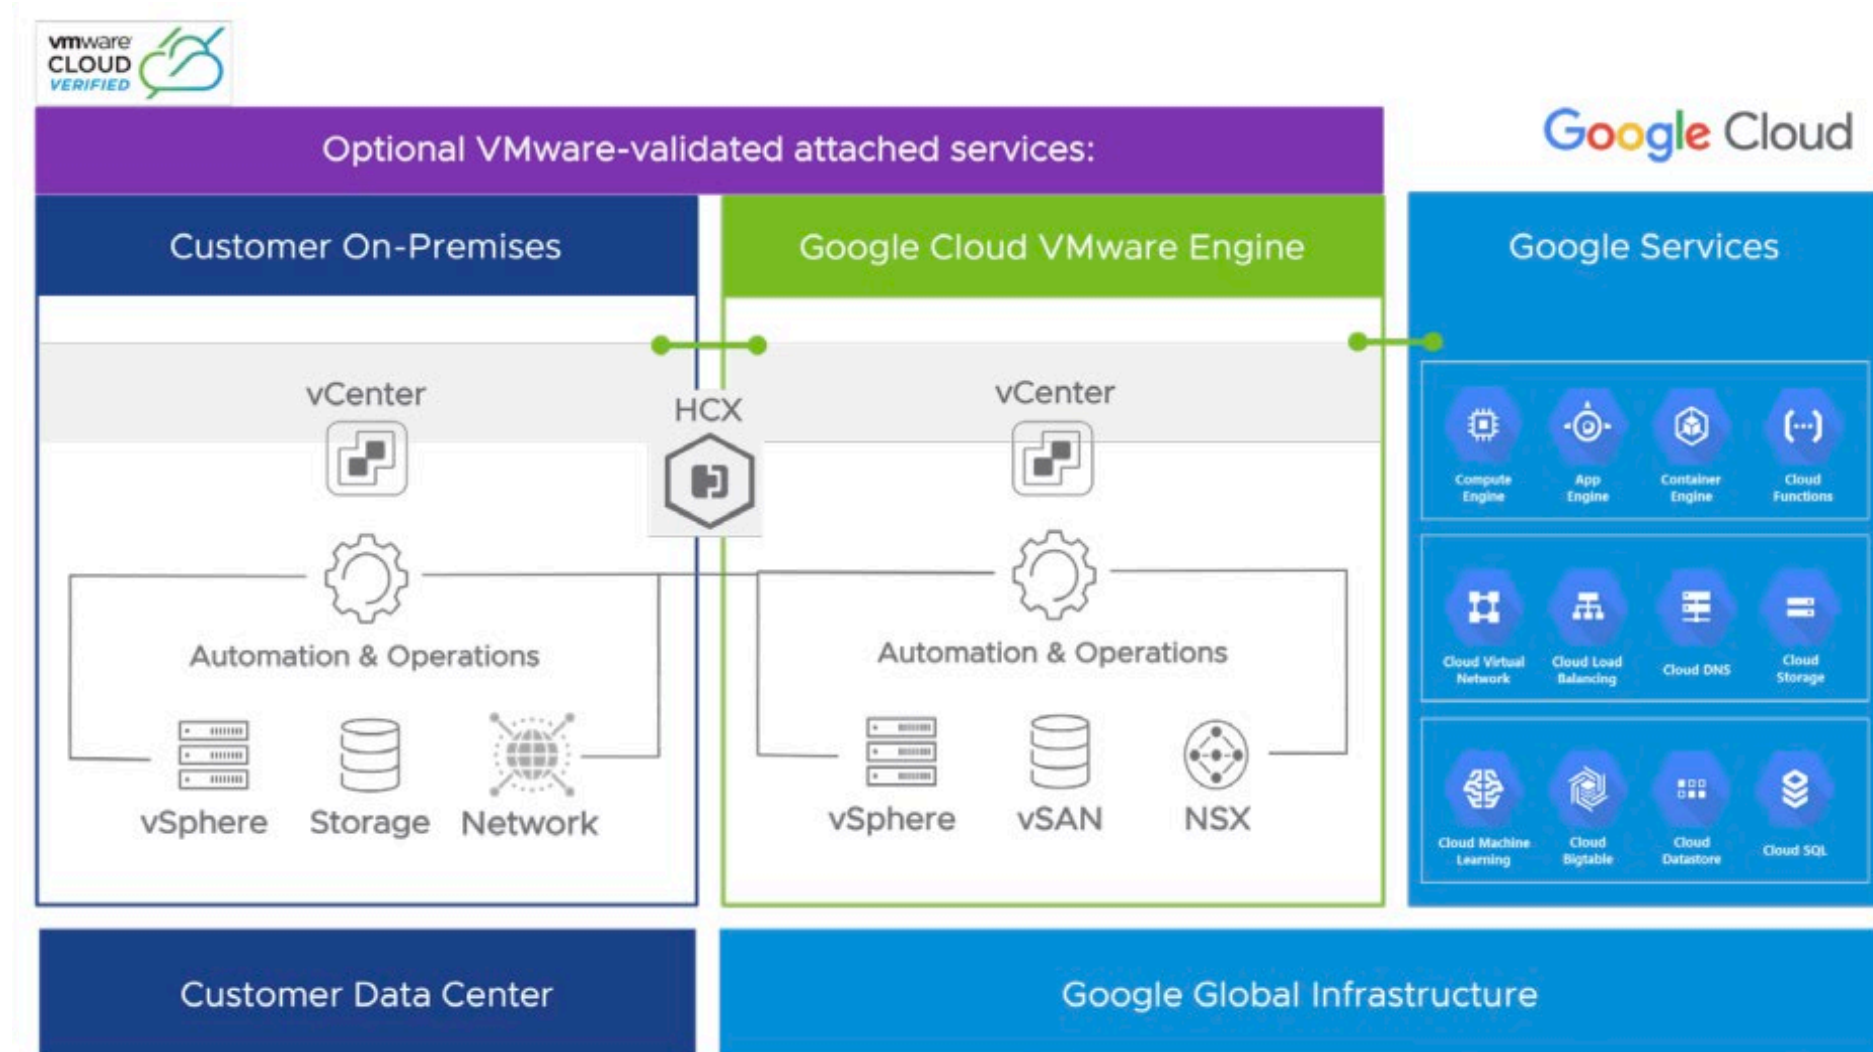 vmware
CLOUD
VERIFIED
Optional VMware-validated attached services:
Google Cloud
Customer On-Premises
Google Cloud VMware Engine
Google Services
vCenter
HCX
vCenter
Compute
Engine
App
Engine
Container
Engine
Cloud
Functions
Automation & Operations
Automation & Operations
Cloud Virtual
Network
Cloud Load
Balancing
Cloud DNS
Cloud
Storage
vSphere
Storage
Network
vSphere
vSAN
NSX
Cloud Machine
Learning
Cloud
Bigtable
Cloud
Datastore
Cloud SQL
Customer Data Center
Google Global Infrastructure